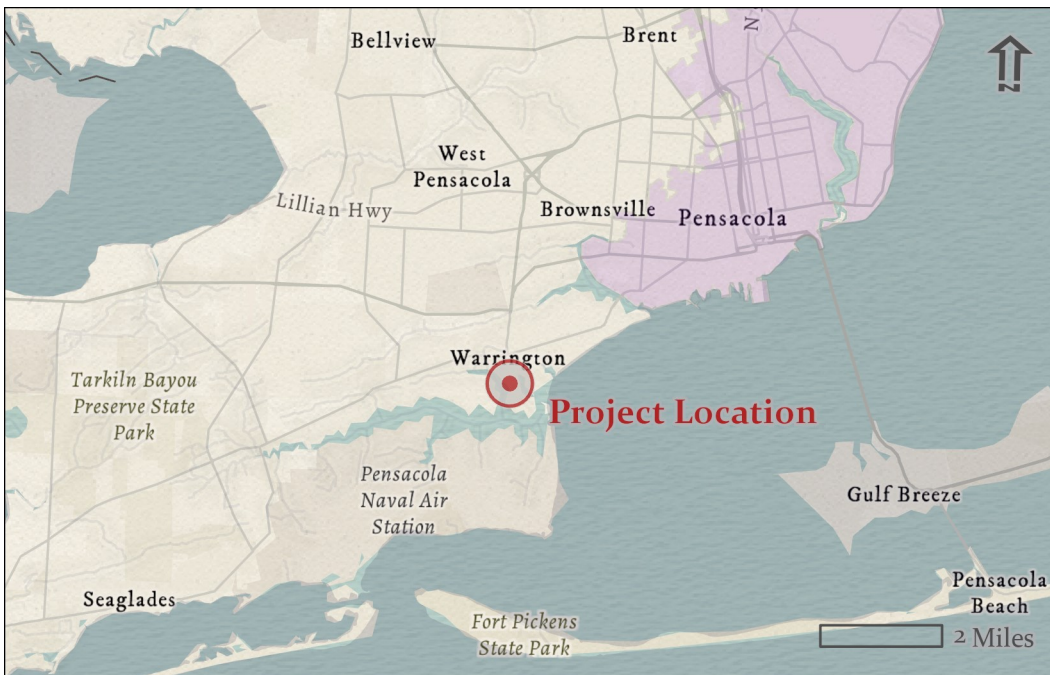 Bellview
Brent
N
N
West
Pensacola
Lillian Hwy
Brownsville
Pensacola
Warrington
Tarkiln Bayou
Preserve State
Park
Project Location
Pensacola
Naval Air
Station
Gulf Breeze
Seaglades
Pensacola
Beach
Fort Pickens
State Park
2 Miles